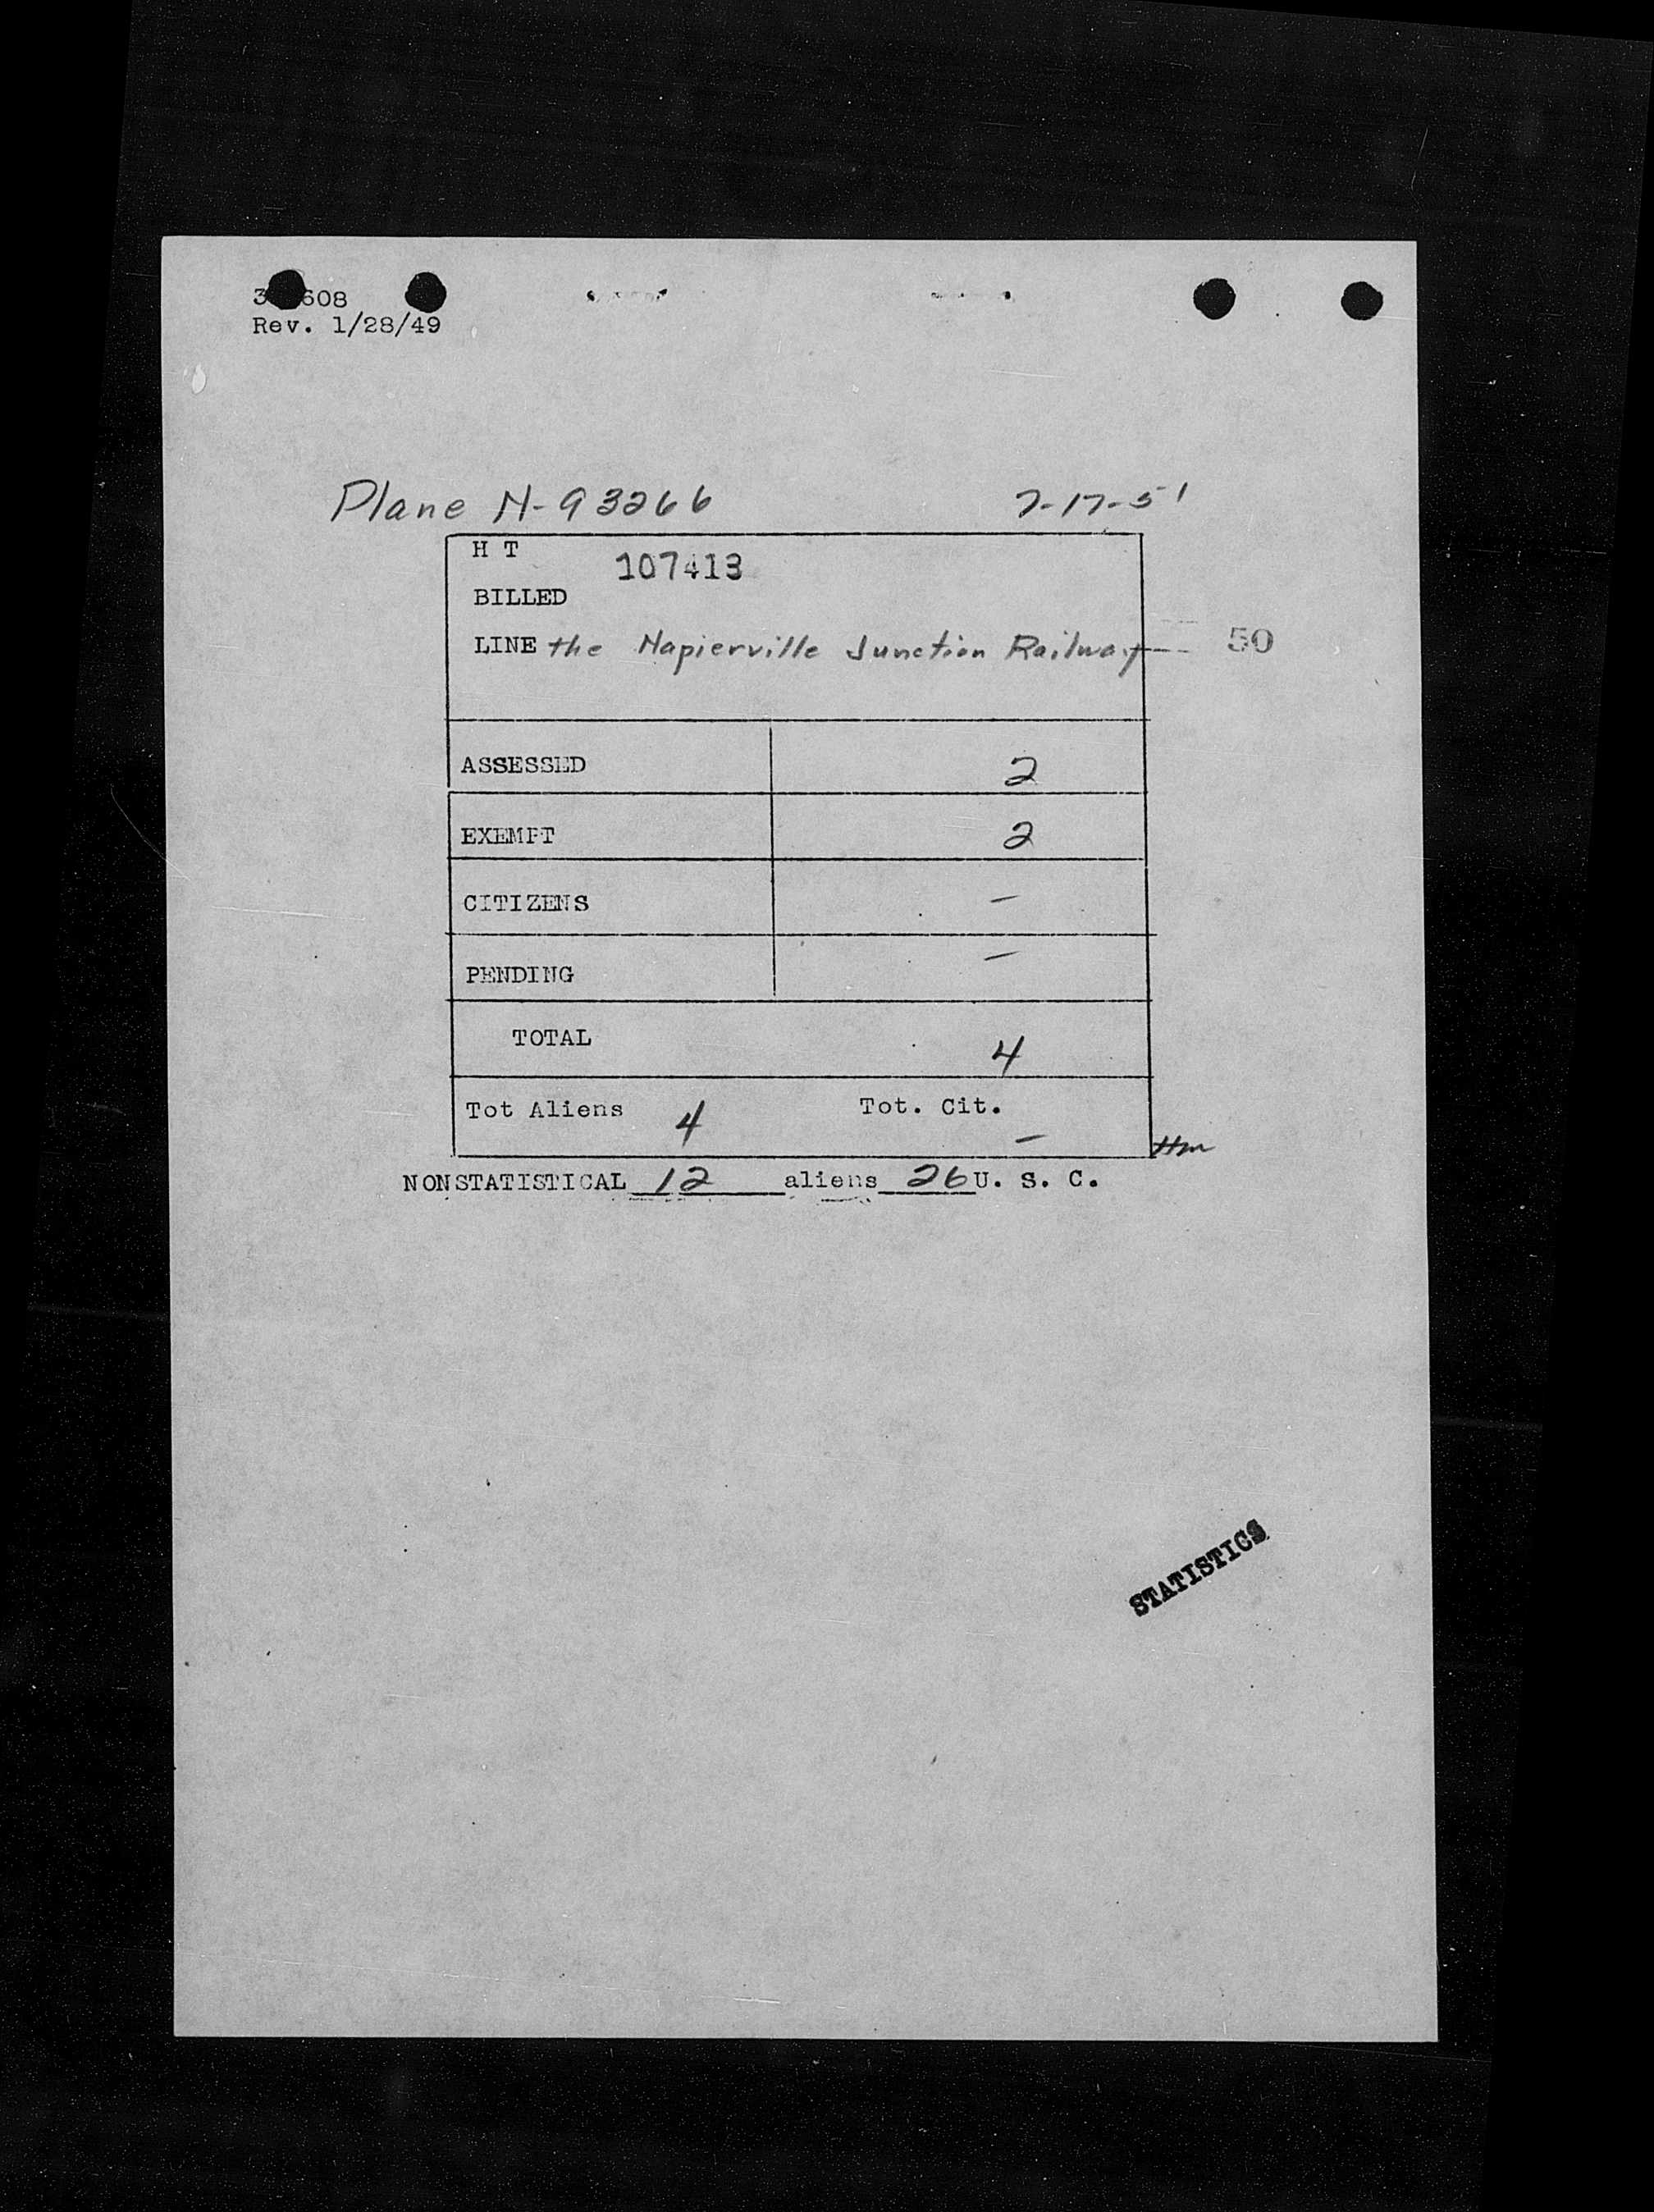 608
Rev. 1/28/49
Plane N-93266 7-17-51
H T
107413
BILLED
LINE the Napierville Junction Railway 50
ASSESSED 2
EXEMPT 2
CITIZENS –
PENDING –
TOTAL 4
Tot Aliens 4 Tot. Cit. –
NONSTATISTICAL 12 aliens 26 U. S. C.
STATISTICS